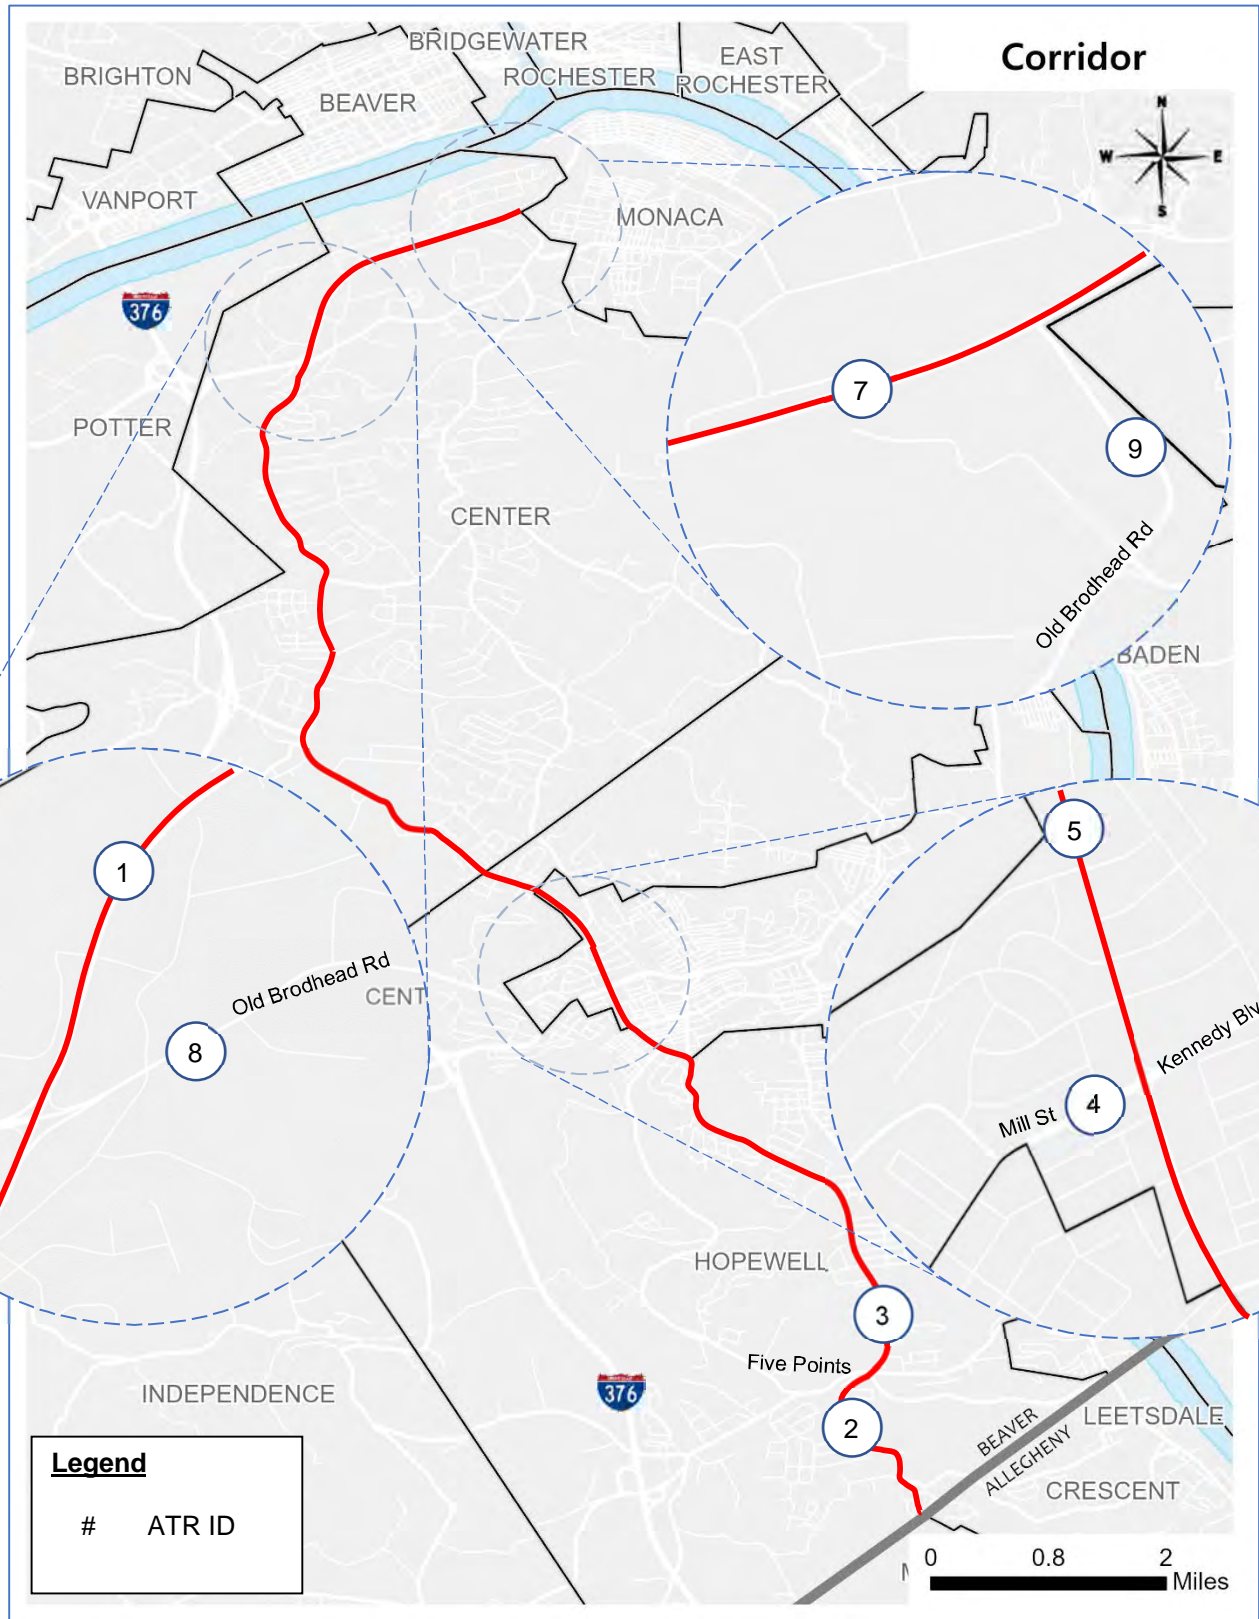 Corridor
BRIDGEWATER
BRIGHTON
ROCHESTER
EAST
ROCHESTER
BEAVER
N
W E
S
VANPORT
MONACA
376
7
POTTER
9
CENTER
Old Brodhead Rd
BADEN
5
1
Old Brodhead Rd
CENT
Kennedy Blv
8
4
Mill St
HOPEWELL
3
Five Points
376
INDEPENDENCE
2
BEAVER
ALLEGHENY
LEETSDALE
CRESCENT
Legend
# ATR ID
0 0.8 2
Miles